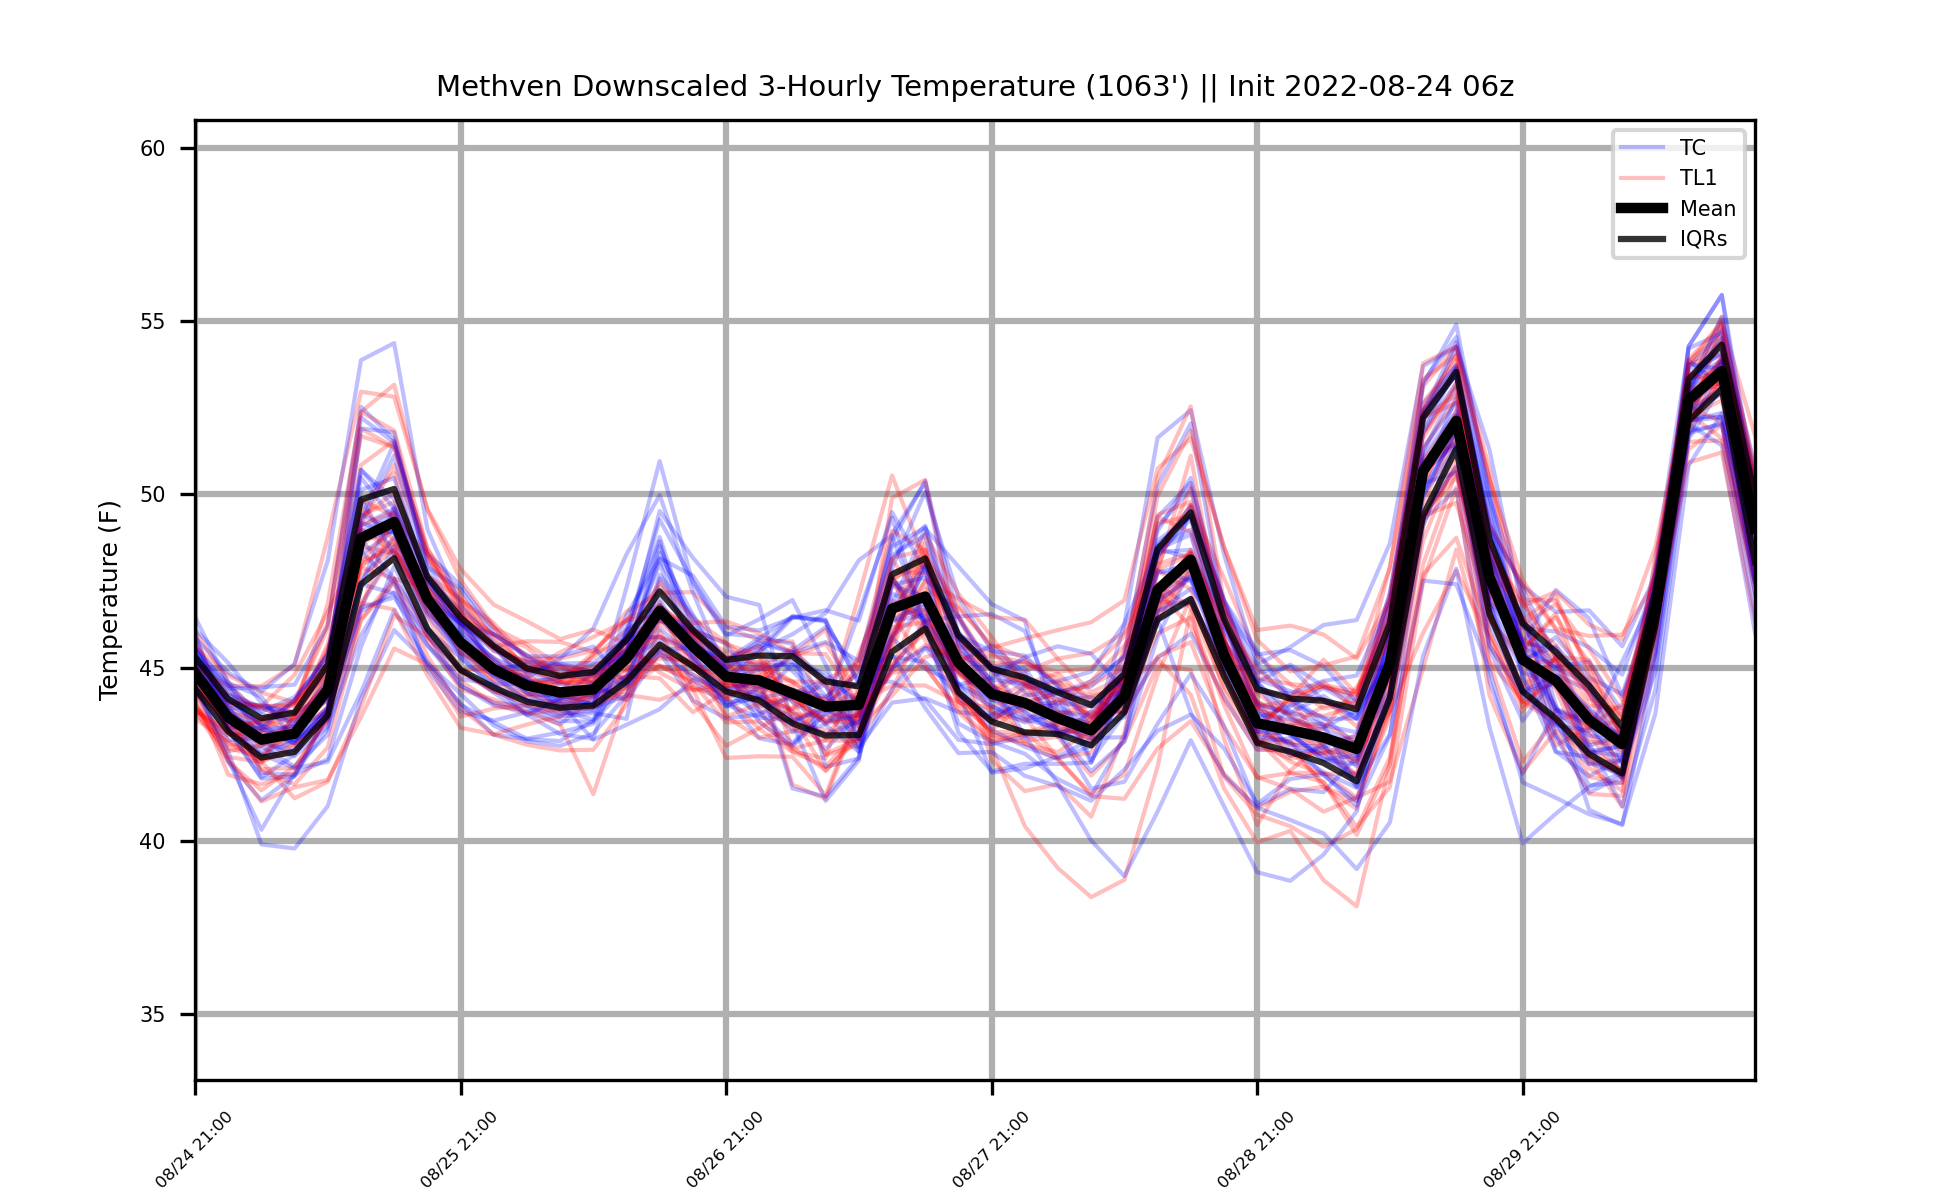 Methven Downscaled 3-Hourly Temperature (1063') || Init 2022-08-24 06z
TC
TL1
Mean
IQRs
Temperature (F)
60
55
50
45
40
35
08/24 21:00
08/25 21:00
08/26 21:00
08/27 21:00
08/28 21:00
08/29 21:00